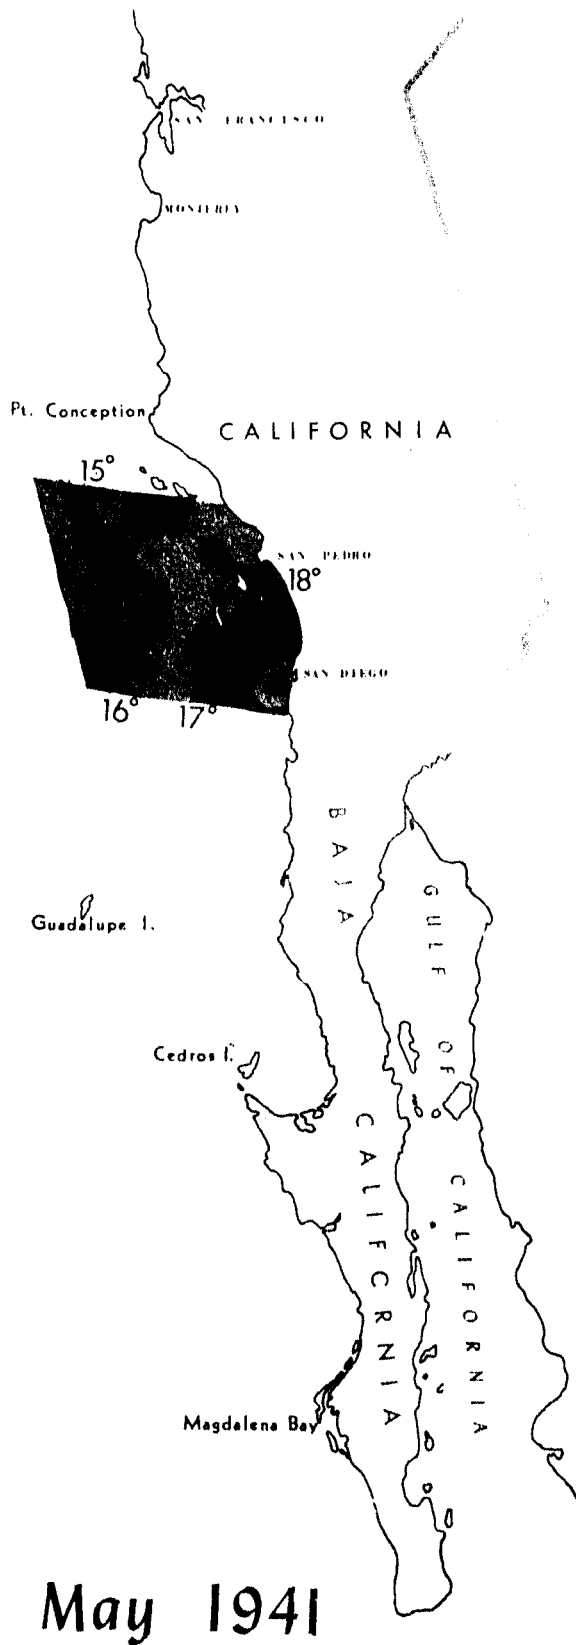 SAN FRANCISCO
MONTEREY
Pt. Conception
CALIFORNIA
15°
SAN PEDRO
18°
SAN DIEGO
16°
17°
BAJA
GULF OF
Guadalupe I.
Cedros I.
CALIFORNIA
CALIFORNIA
Magdalena Bay
May 1941